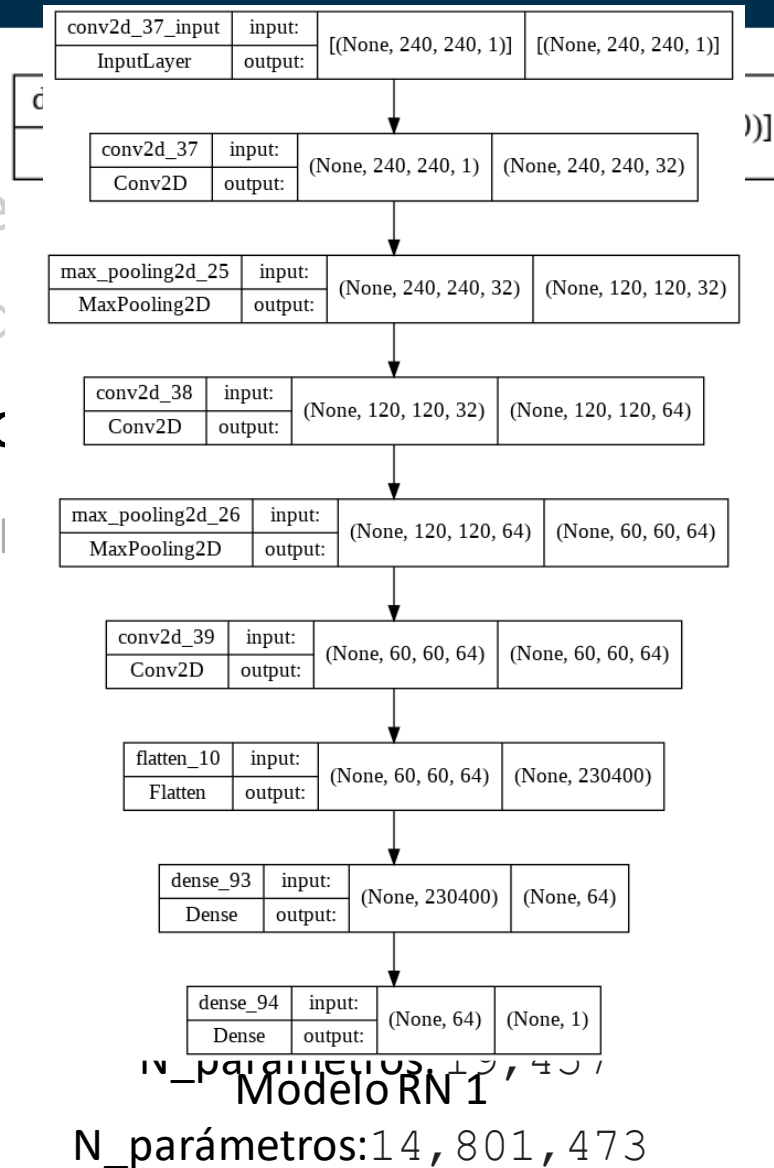 conv2d_37_input input: [(None, 240, 240, 1)] [(None, 240, 240, 1)]
InputLayer output:
)]
conv2d_37 input: (None, 240, 240, 1) (None, 240, 240, 32)
Conv2D output:
max_pooling2d_25 input: (None, 240, 240, 32) (None, 120, 120, 32)
MaxPooling2D output:
conv2d_38 input: (None, 120, 120, 32) (None, 120, 120, 64)
Conv2D output:
max_pooling2d_26 input: (None, 120, 120, 64) (None, 60, 60, 64)
MaxPooling2D output:
conv2d_39 input: (None, 60, 60, 64) (None, 60, 60, 64)
Conv2D output:
flatten_10 input: (None, 60, 60, 64) (None, 230400)
Flatten output:
dense_93 input: (None, 230400) (None, 64)
Dense output:
dense_94 input: (None, 64) (None, 1)
Dense output:
N_parámetros:
Modelo RN 1
N_parámetros:14,801,473